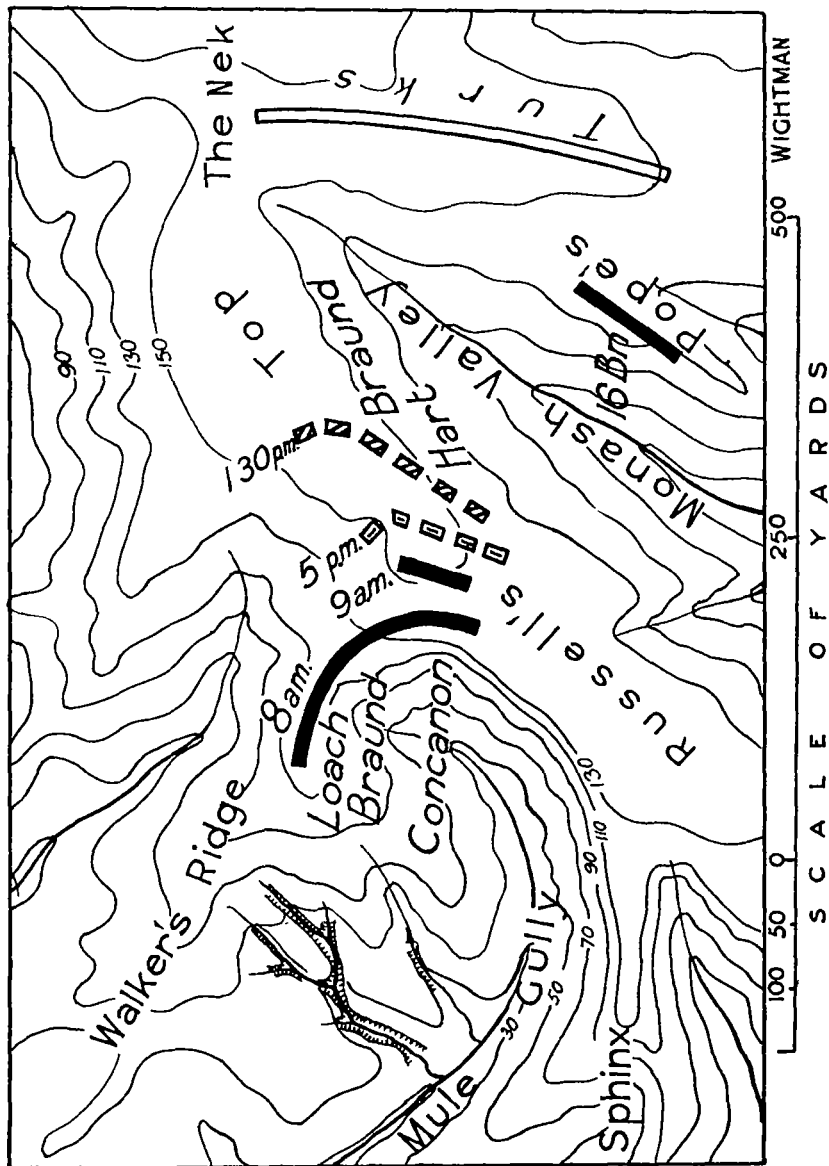 WIGHTMAN
The Nek
Turks
Top
90
110
130
150
Braund
Hart
Monash Valley
Pope's
16 Bn
1 30 p.m.
5 p.m.
9 am.
8 am.
Russell's
Loach
Braund
Concanon
Walker's Ridge
130
110
90
70
50
30
Mule Gully
Sphinx
500
250
0
50
100
SCALE OF YARDS